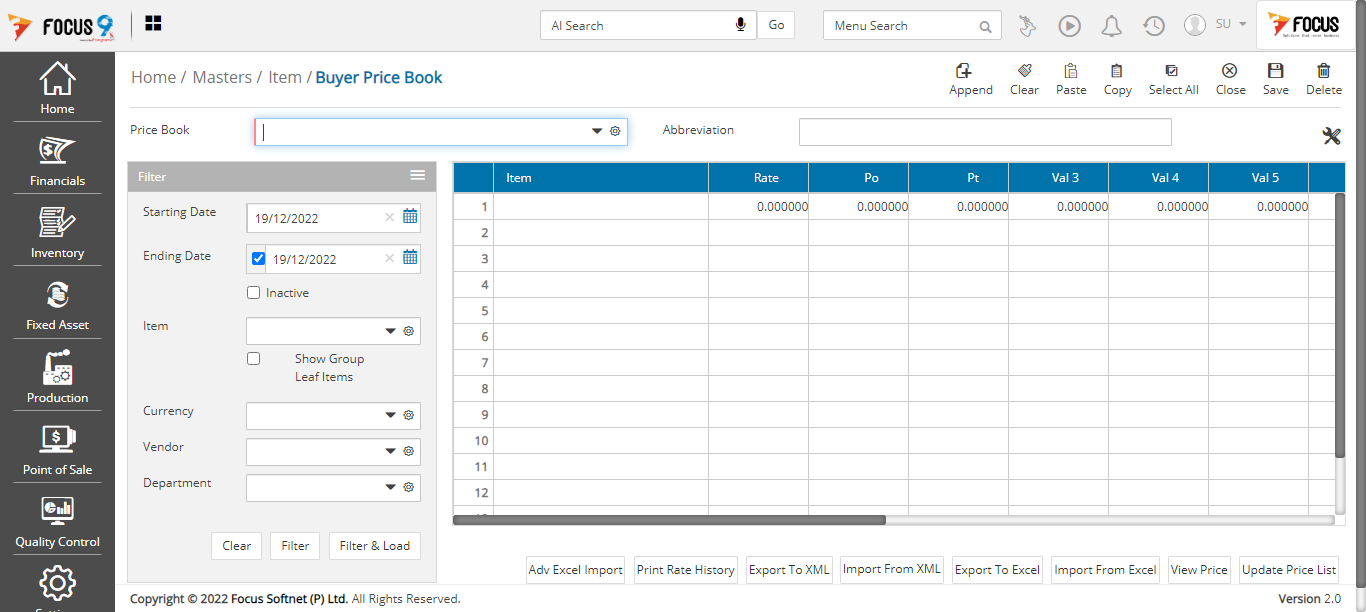 FOCUS 9
AI Search
Go
Menu Search
SU
FOCUS
Home
Financials
Inventory
Fixed Asset
Production
Point of Sale
Quality Control
Home / Masters / Item / Buyer Price Book
Append Clear Paste Copy Select All Close Save Delete
Price Book
Abbreviation
Filter
Starting Date 19/12/2022
Ending Date 19/12/2022
Inactive
Item
Show Group
Leaf Items
Currency
Vendor
Department
Clear Filter Filter & Load
Item Rate Po Pt Val 3 Val 4 Val 5
1 0.000000 0.000000 0.000000 0.000000 0.000000 0.000000
2
3
4
5
6
7
8
9
10
11
12
Adv Excel Import Print Rate History Export To XML Import From XML Export To Excel Import From Excel View Price Update Price List
Copyright © 2022 Focus Softnet (P) Ltd. All Rights Reserved.
Version 2.0